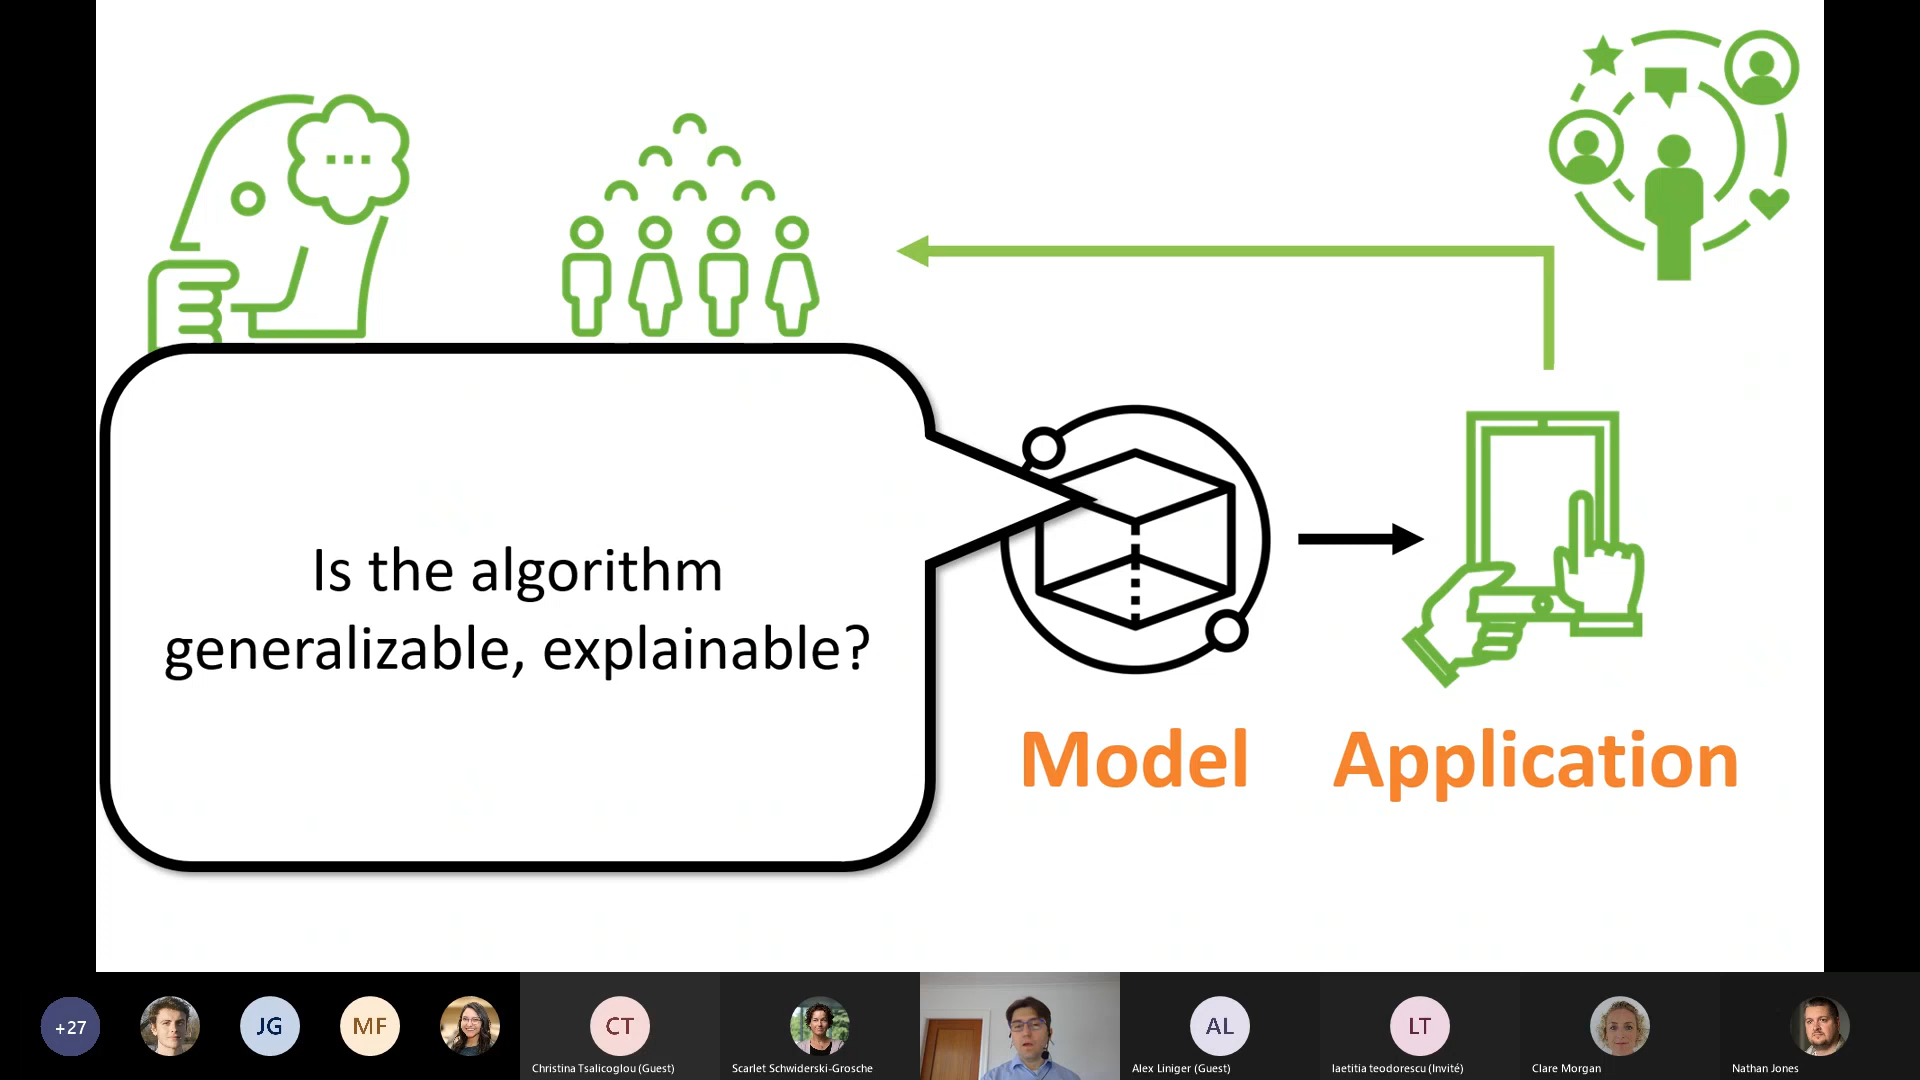 Is the algorithm
generalizable, explainable?
Model
Application
+27
JG
MF
CT
AL
LT
Christina Tsalicoglou (Guest)
Scarlet Schwiderski-Grosche
Alex Liniger (Guest)
laetitia teodorescu (Invité)
Clare Morgan
Nathan Jones